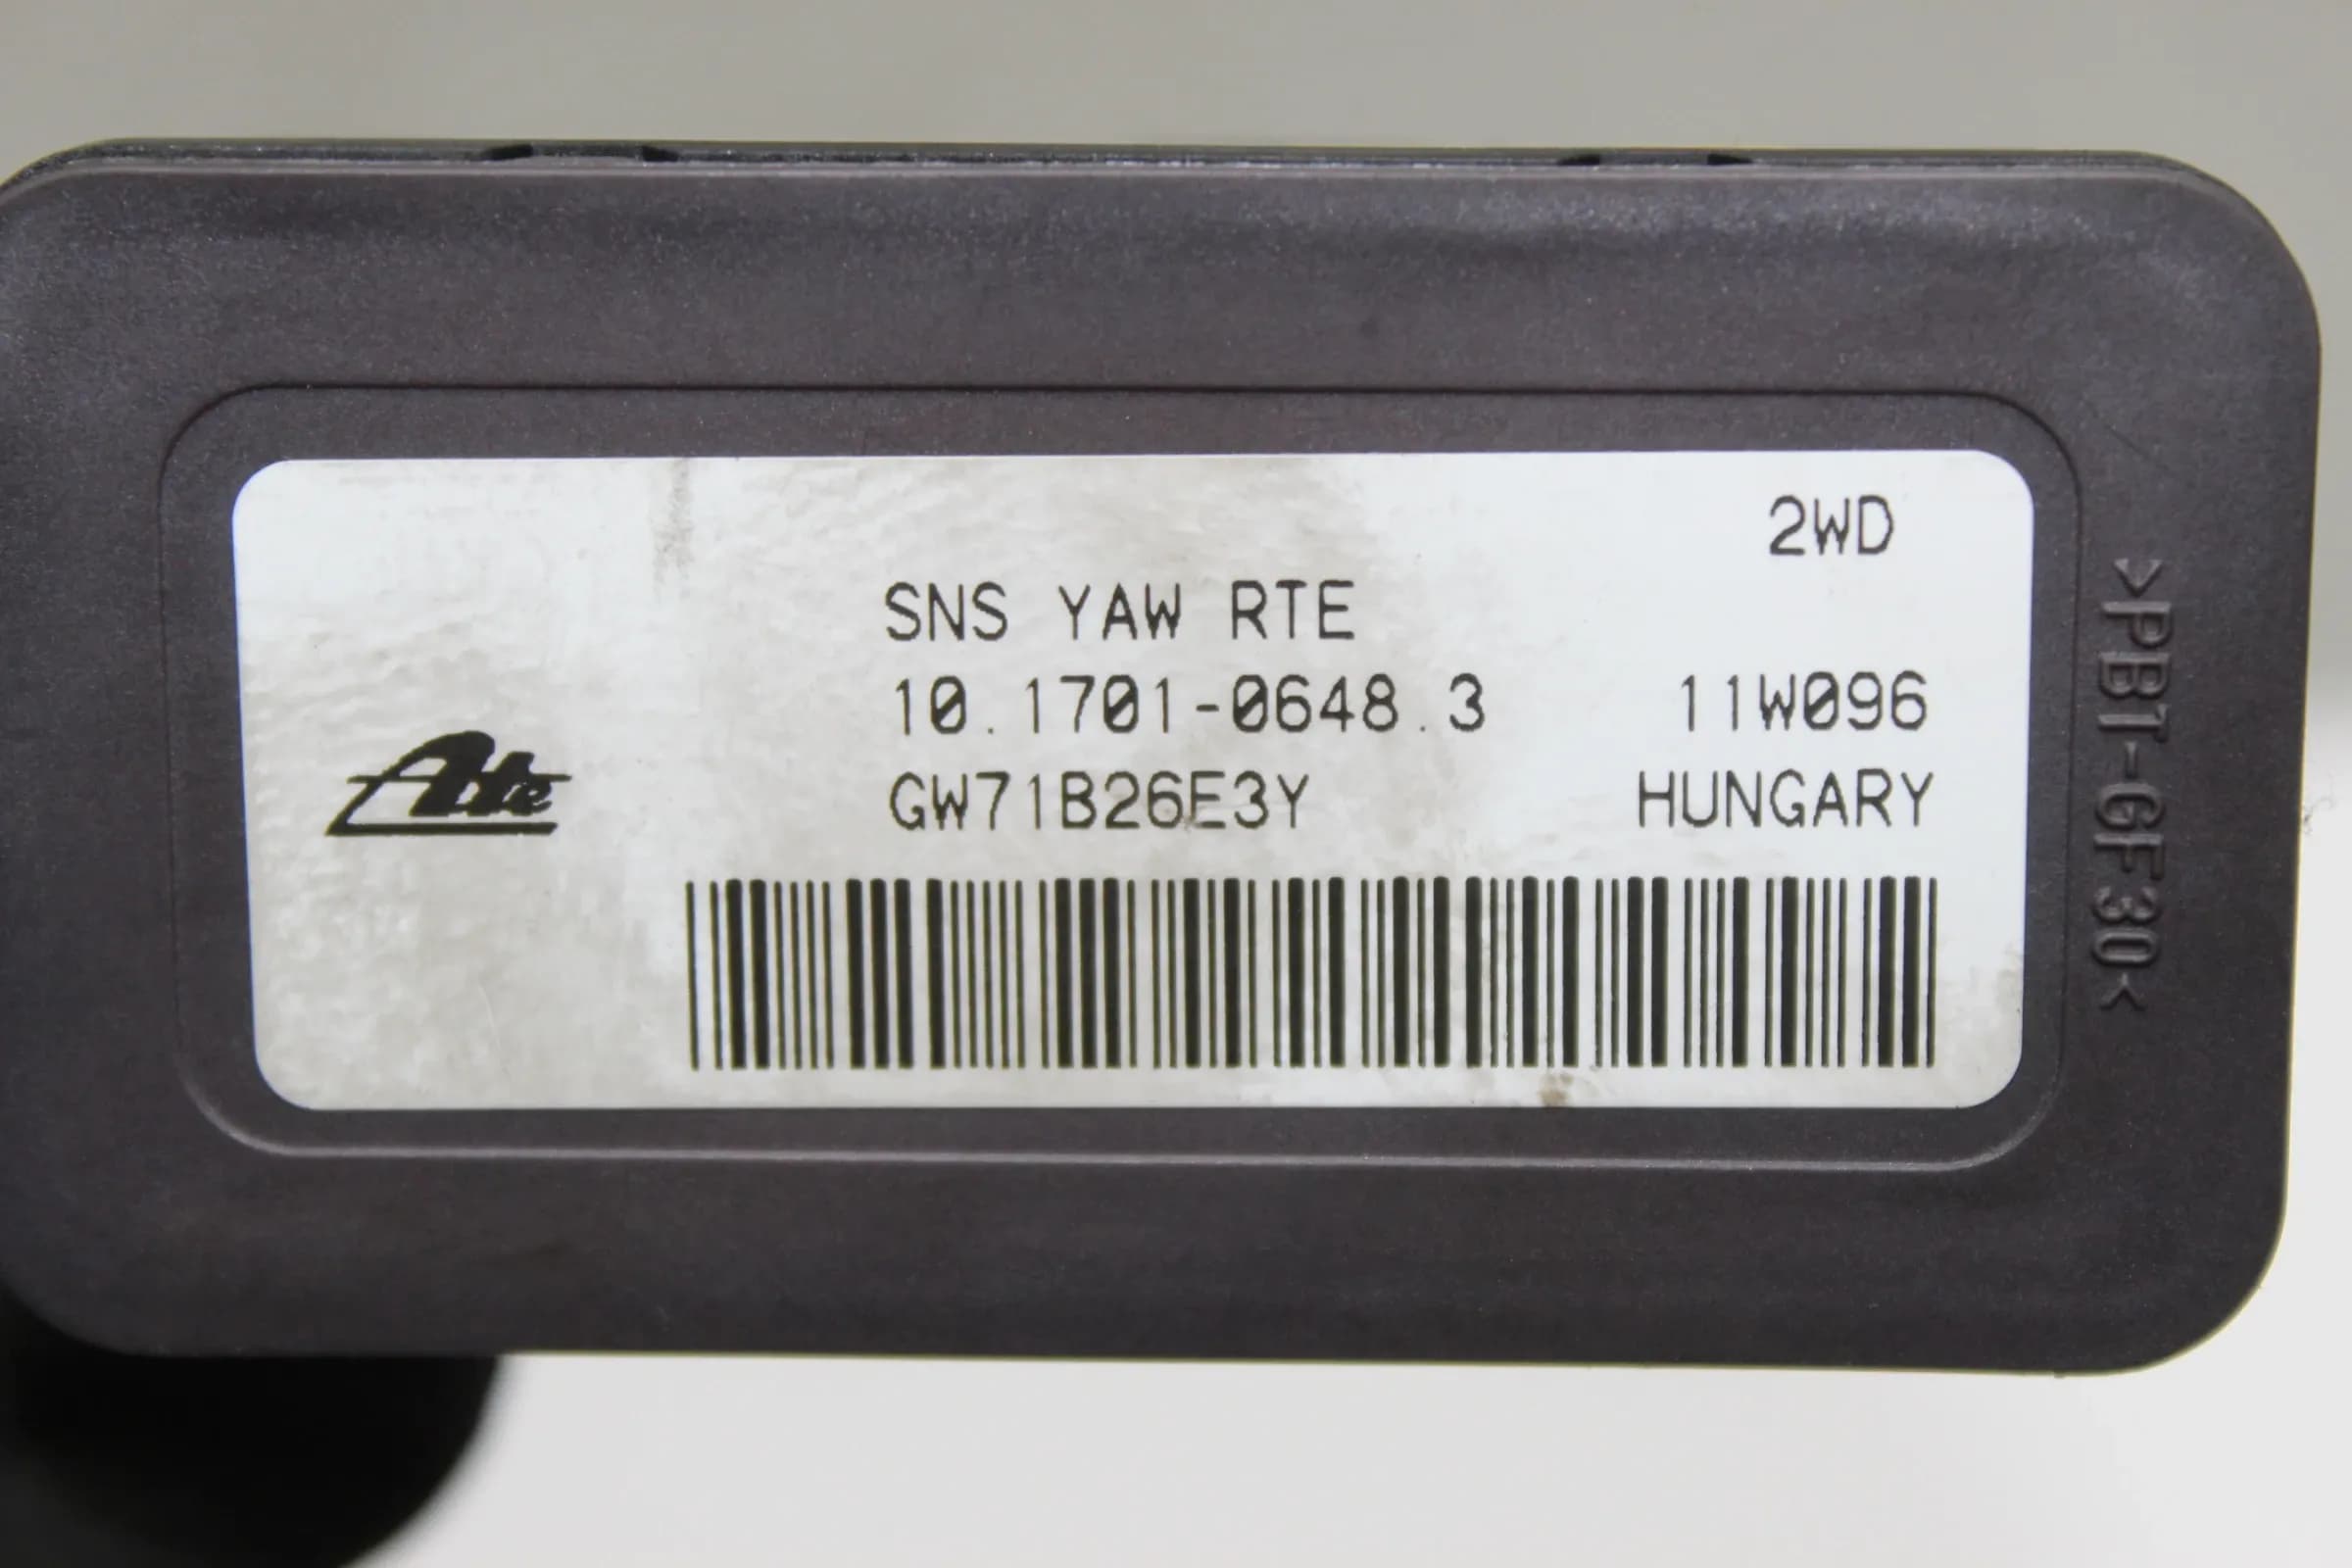 2WD
SNS YAW RTE
10.1701-0648.3 11W096
Ate
GW71B26E3Y HUNGARY
>PBT-GF30<